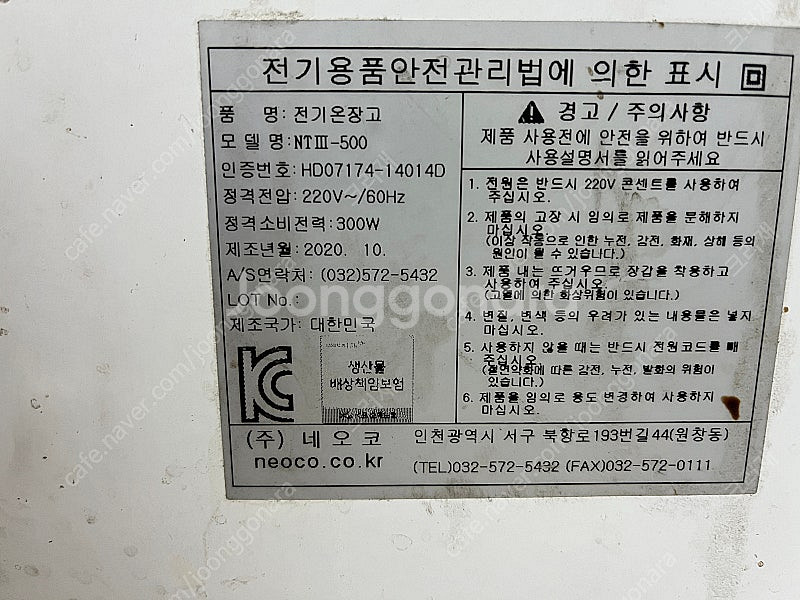 전기용품안전관리법에 의한 표시
품 명: 전기온장고
모 델 명: NTⅢ-500
인증번호: HD07174-14014D
정격전압: 220V~/60Hz
정격소비전력: 300W
제조년월: 2020. 10.
A/S연락처: (032)572-5432
LOT No.:
제조국가: 대한민국
생산물
배상책임보험
경고 / 주의사항
제품 사용전에 안전을 위하여 반드시
사용설명서를 읽어주세요
1. 전원은 반드시 220V 콘센트를 사용하여
주십시오.
2. 제품의 고장 시 임의로 제품을 분해하지
마십시오.
(이상 작동으로 인한 누전, 감전, 화재, 상해 등의
원인이 될 수 있습니다.)
3. 제품 내는 뜨거우므로 장갑을 착용하고
사용하여 주십시오.
(고열에 의한 화상위험이 있습니다.)
4. 변질, 변색 등의 우려가 있는 내용물은 넣지
마십시오.
5. 사용하지 않을 때는 반드시 전원코드를 빼
주십시오.
(절연악화에 따른 감전, 누전, 발화의 위험이
있습니다.)
6. 제품을 임의로 용도 변경하여 사용하지
마십시오.
(주) 네오코
neoco.co.kr
인천광역시 서구 북항로193번길44(원창동)
(TEL)032-572-5432 (FAX)032-572-0111
joonggonara
cafe.naver.com/joonggonara